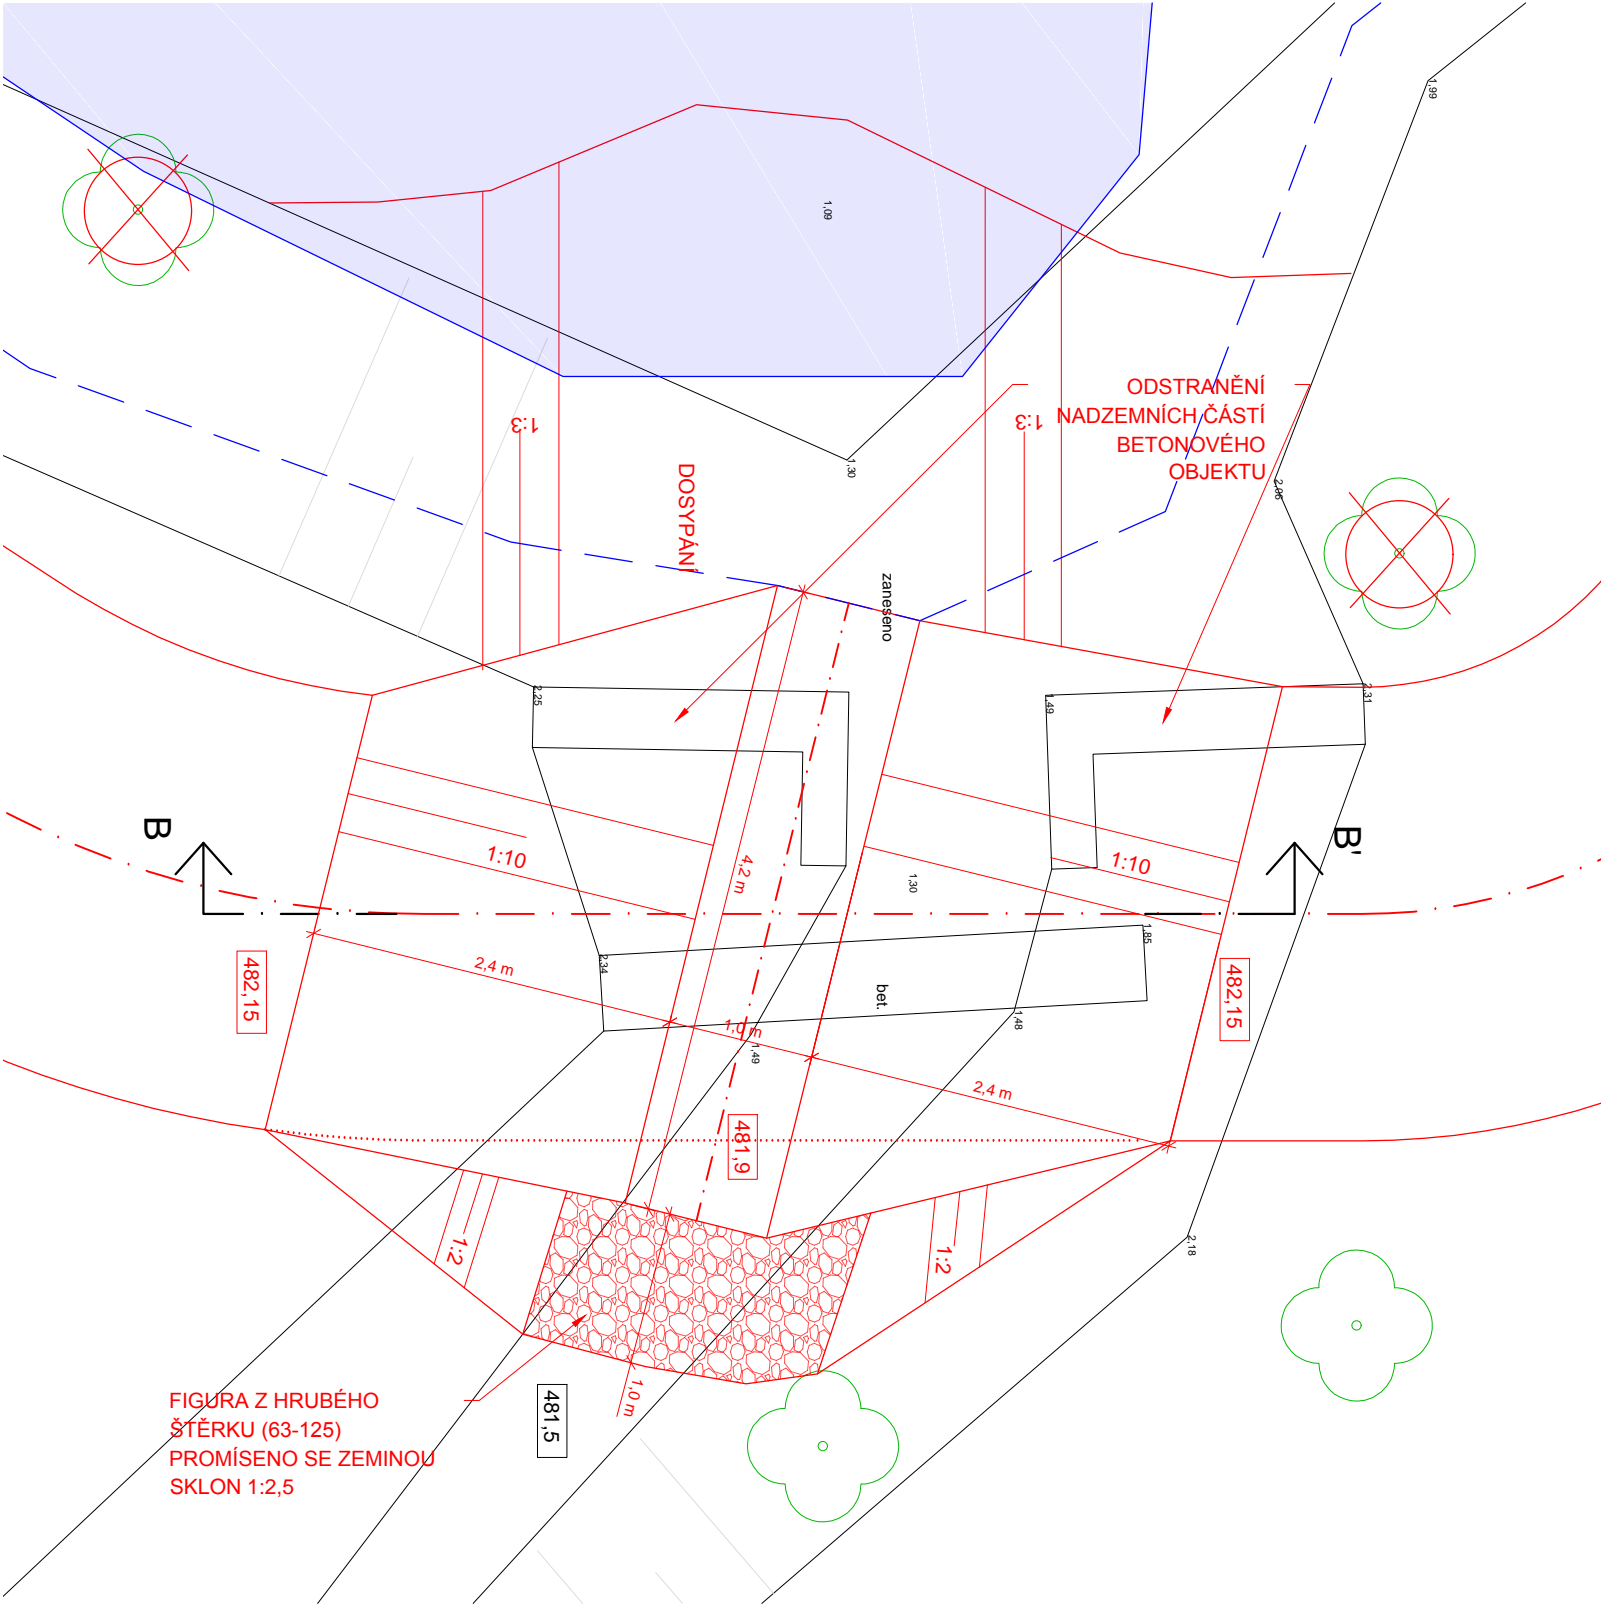 1,99
1,09
ODSTRANĚNÍ
NADZEMNÍCH ČÁSTÍ
BETONOVÉHO
OBJEKTU
1:3
1:3
1,30
2,06
DOSYPÁNÍ
zaneseno
2,25
1,49
2,31
B
B'
1:10
4,2 m
1:10
1,30
1,85
2,34
2,4 m
482,15
bet.
482,15
1,0 m
1,48
1,49
2,4 m
481,9
1:2
1:2
2,18
1,0 m
481,5
FIGURA Z HRUBÉHO
ŠTĚRKU (63-125)
PROMÍSENO SE ZEMINOU
SKLON 1:2,5